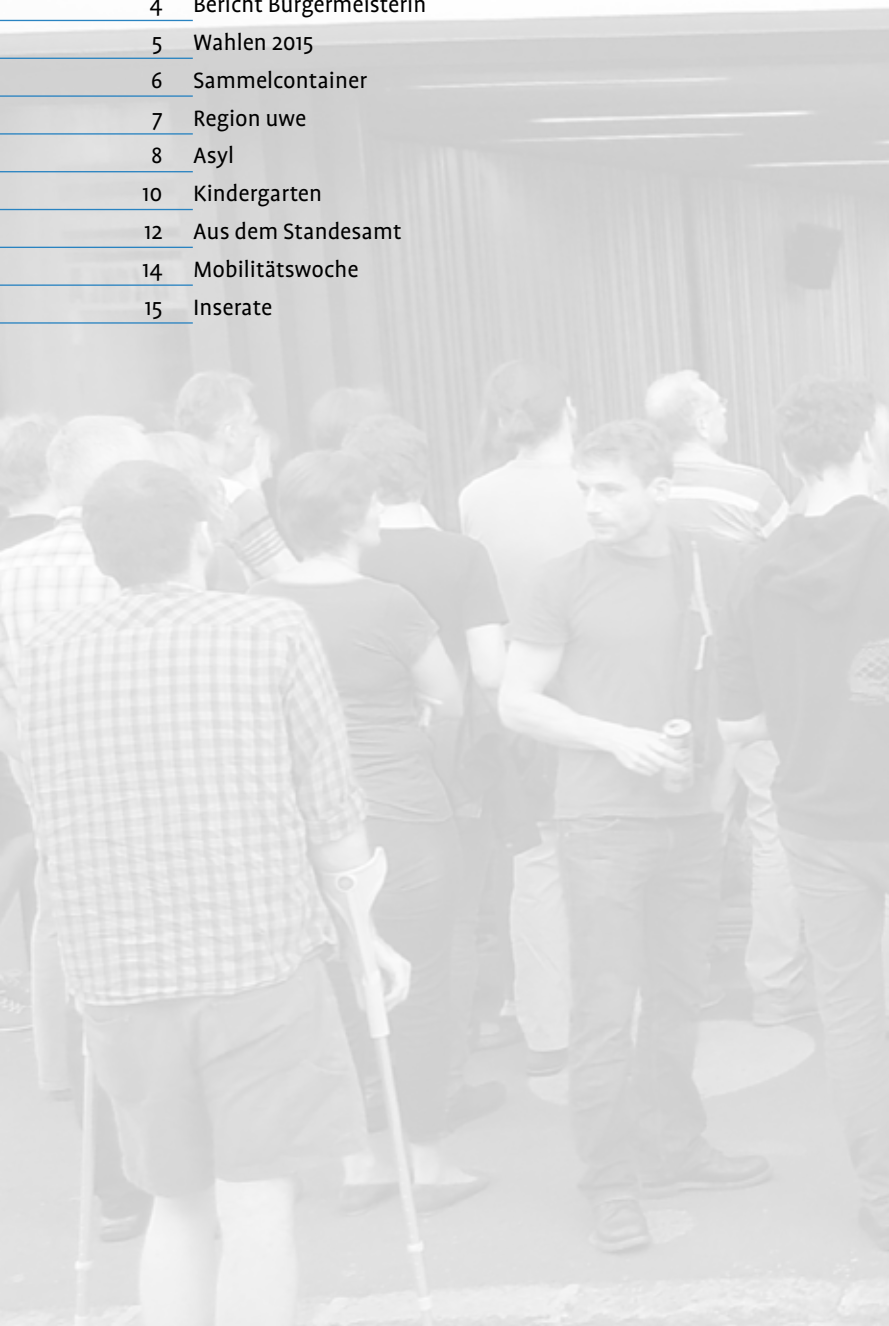 4 Bericht Bürgermeisterin
5 Wahlen 2015
6 Sammelcontainer
7 Region uwe
8 Asyl
10 Kindergarten
12 Aus dem Standesamt
14 Mobilitätswoche
15 Inserate